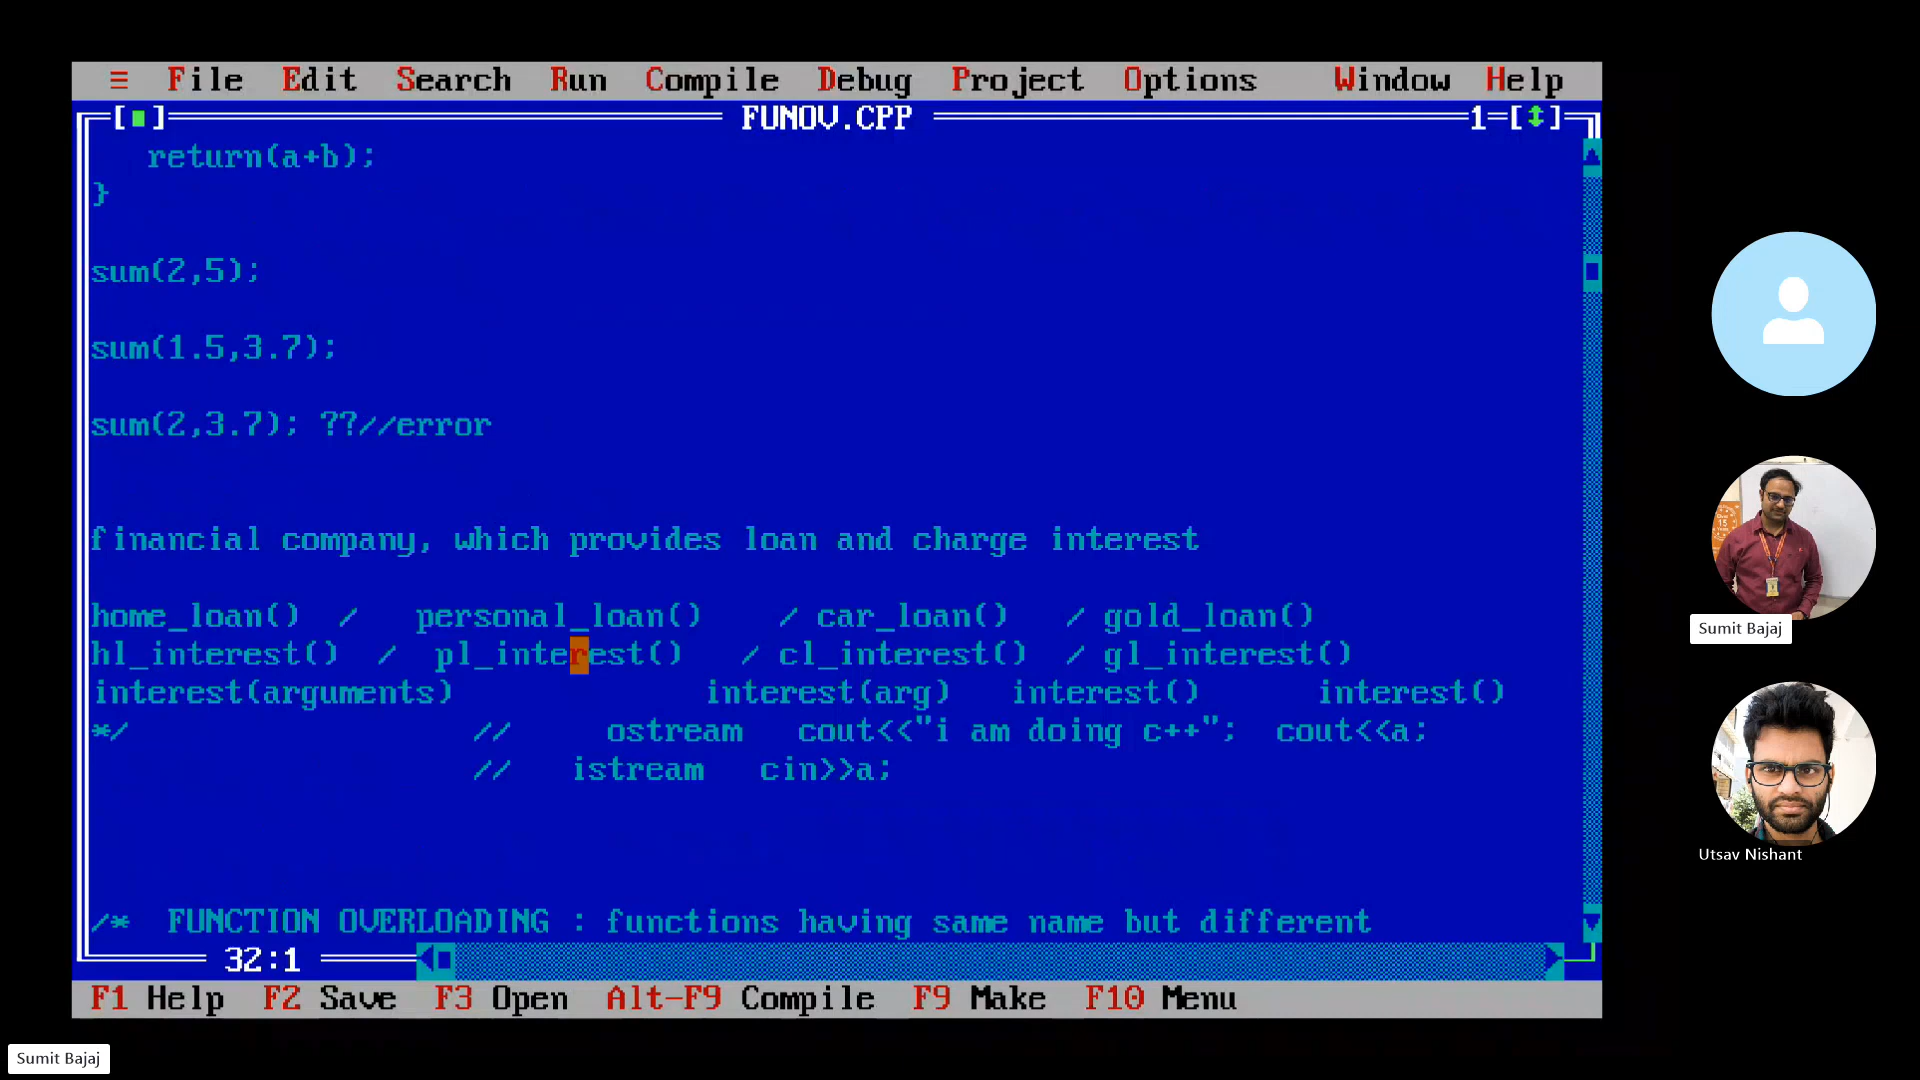 ≡ File Edit Search Run Compile Debug Project Options Window Help
[■] FUNOV.CPP 1=[↕]
return(a+b);
}
sum(2,5);
sum(1.5,3.7);
sum(2,3.7); ??//error
financial company, which provides loan and charge interest
home_loan() / personal_loan() / car_loan() / gold_loan()
hl_interest() / pl_interest() / cl_interest() / gl_interest()
interest(arguments) interest(arg) interest() interest()
*/ // ostream cout<<"i am doing c++"; cout<<a;
// istream cin>>a;
/* FUNCTION OVERLOADING : functions having same name but different
32:1
F1 Help F2 Save F3 Open Alt-F9 Compile F9 Make F10 Menu
Sumit Bajaj
Utsav Nishant
Sumit Bajaj